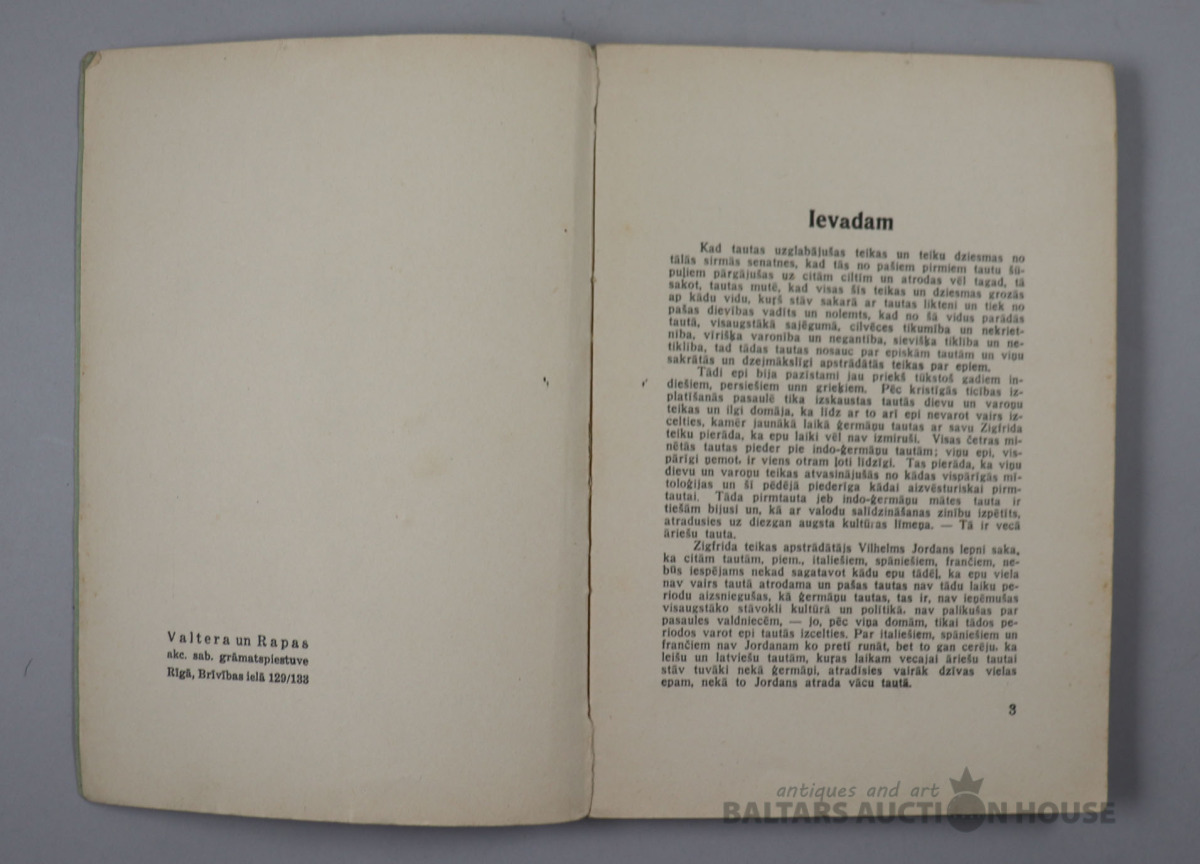 Valtera un Rapas
akc. sab. grāmatspiestuve
Rīgā, Brīvības ielā 129/133
Ievadam
Kad tautas uzglabājušas teikas un teiku dziesmas no
tālās sirmās senatnes, kad tās no pašiem pirmiem tautu šū-
puļiem pārgājušas uz citām ciltīm un atrodas vēl tagad, tā
sakot, tautas mutē, kad visas šīs teikas un dziesmas grozās
ap kādu vidu, kuŗš stāv sakarā ar tautas likteni un tiek no
pašas dievības vadīts un nolemts, kad no šā vidus parādās
tautā, visaugstākā sajēgumā, cilvēces tikumība un nekriet-
nība, vīrišķa varonība un negantība, sievišķa tiklība un ne-
tiklība, tad tādas tautas nosauc par episkām tautām un viņu
sakrātās un dzejmākslīgi apstrādātās teikas par epiem.
Tādi epi bija pazīstami jau priekš tūkstoš gadiem in-
diešiem, persiešiem unn grieķiem. Pēc kristīgās ticības iz-
platīšanās pasaulē tika izskaustas tautās dievu un varoņu
teikas un ilgi domāja, ka līdz ar to arī epi nevarot vairs iz-
celties, kamēr jaunākā laikā ģermāņu tautas ar savu Zigfrīda
teiku pierāda, ka epu laiki vēl nav izmiruši. Visas četras mi-
nētās tautas pieder pie indo-ģermāņu tautām; viņu epi, vis-
pārīgi ņemot, ir viens otram ļoti līdzīgi. Tas pierāda, ka viņu
dievu un varoņu teikas atvasinājušās no kādas vispārīgās mi-
toloģijas un šī pēdējā piederīga kādai aizvēsturiskai pirm-
tautai. Tāda pirmtauta jeb indo-ģermāņu mātes tauta ir
tiešām bijusi un, kā ar valodu salīdzināšanas zinību izpētīts,
atradusies uz diezgan augsta kultūras līmeņa. — Tā ir vecā
āriešu tauta.
Zigfrīda teikas apstrādātājs Vilhelms Jordans lepni saka,
ka citām tautām, piem., italiešiem, spāniešiem, frančiem, ne-
būs iespējams nekad sagatavot kādu epu tādēļ, ka epu viela
nav vairs tautā atrodama un pašas tautas nav tādu laiku pe-
riodu aizsniegušas, kā ģermāņu tautas, tas ir, nav ieņēmušas
visaugstāko stāvokli kultūrā un politikā, nav palikušas par
pasaules valdniecēm, — jo, pēc viņa domām, tikai tādos pe-
riodos varot epi tautās izcelties. Par italiešiem, spāniešiem un
frančiem nav Jordanam ko pretī runāt, bet to gan cerēju, ka
leišu un latviešu tautām, kuŗas laikam vecajai āriešu tautai
stāv tuvāki nekā ģermāņi, atradīsies vairāk dzīvas vielas
epam, nekā to Jordans atrada vācu tautā.
3
antiques and art
BALTARS AUCTION HOUSE